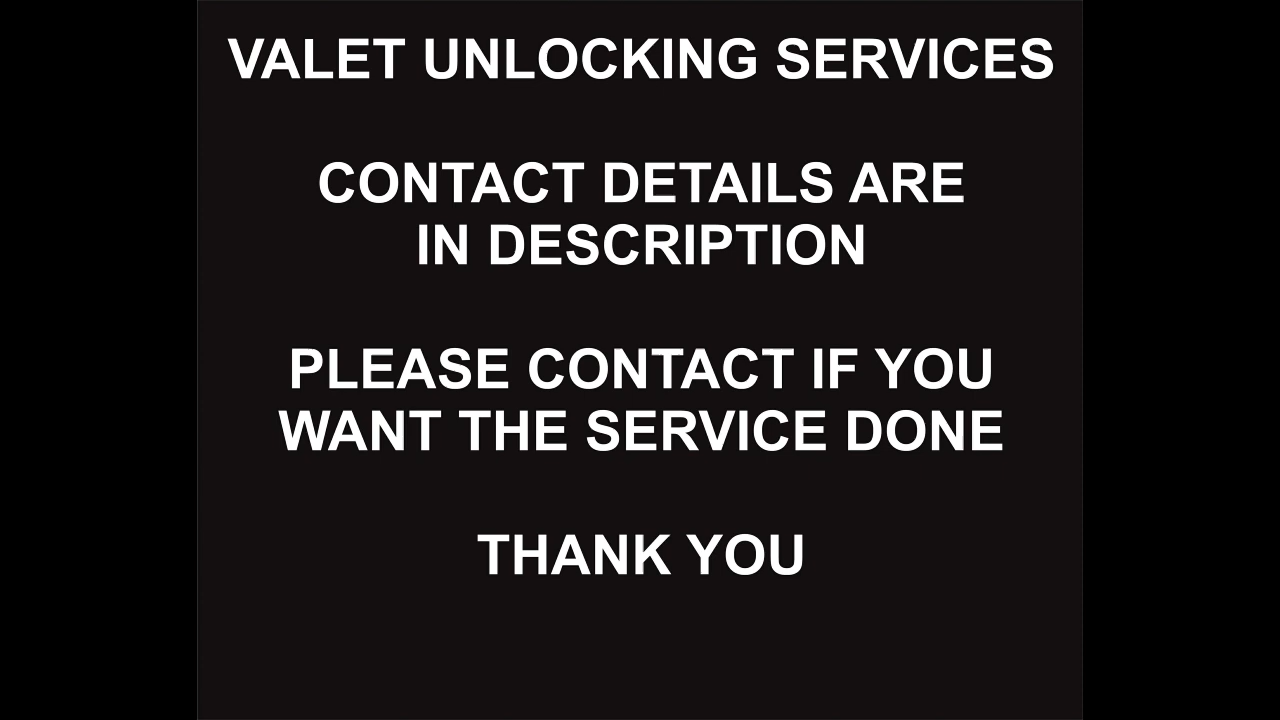 VALET UNLOCKING SERVICES
CONTACT DETAILS ARE
IN DESCRIPTION
PLEASE CONTACT IF YOU
WANT THE SERVICE DONE
THANK YOU